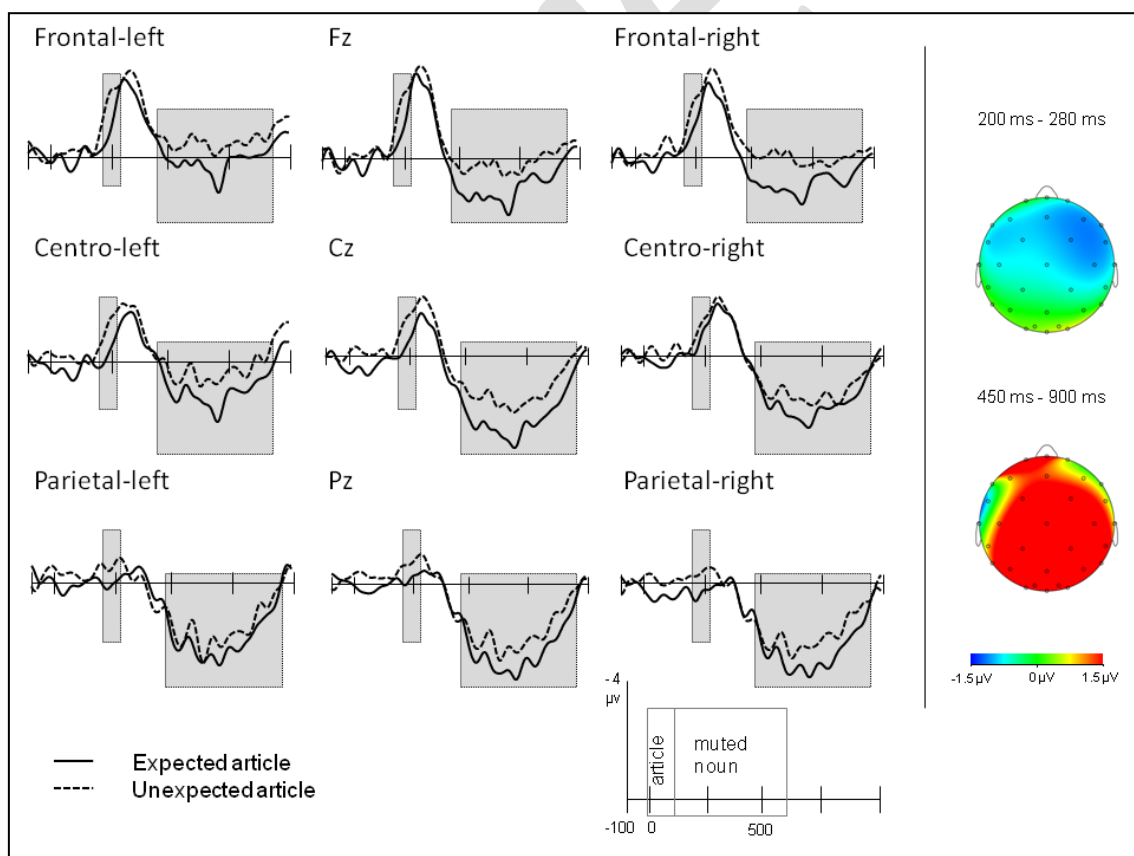 Frontal-left
Fz
Frontal-right
200 ms - 280 ms
Centro-left
Cz
Centro-right
450 ms - 900 ms
Parietal-left
Pz
Parietal-right
-1.5µV 0µV 1.5µV
- 4
µv
article
muted
noun
-100 0 500
Expected article
Unexpected article